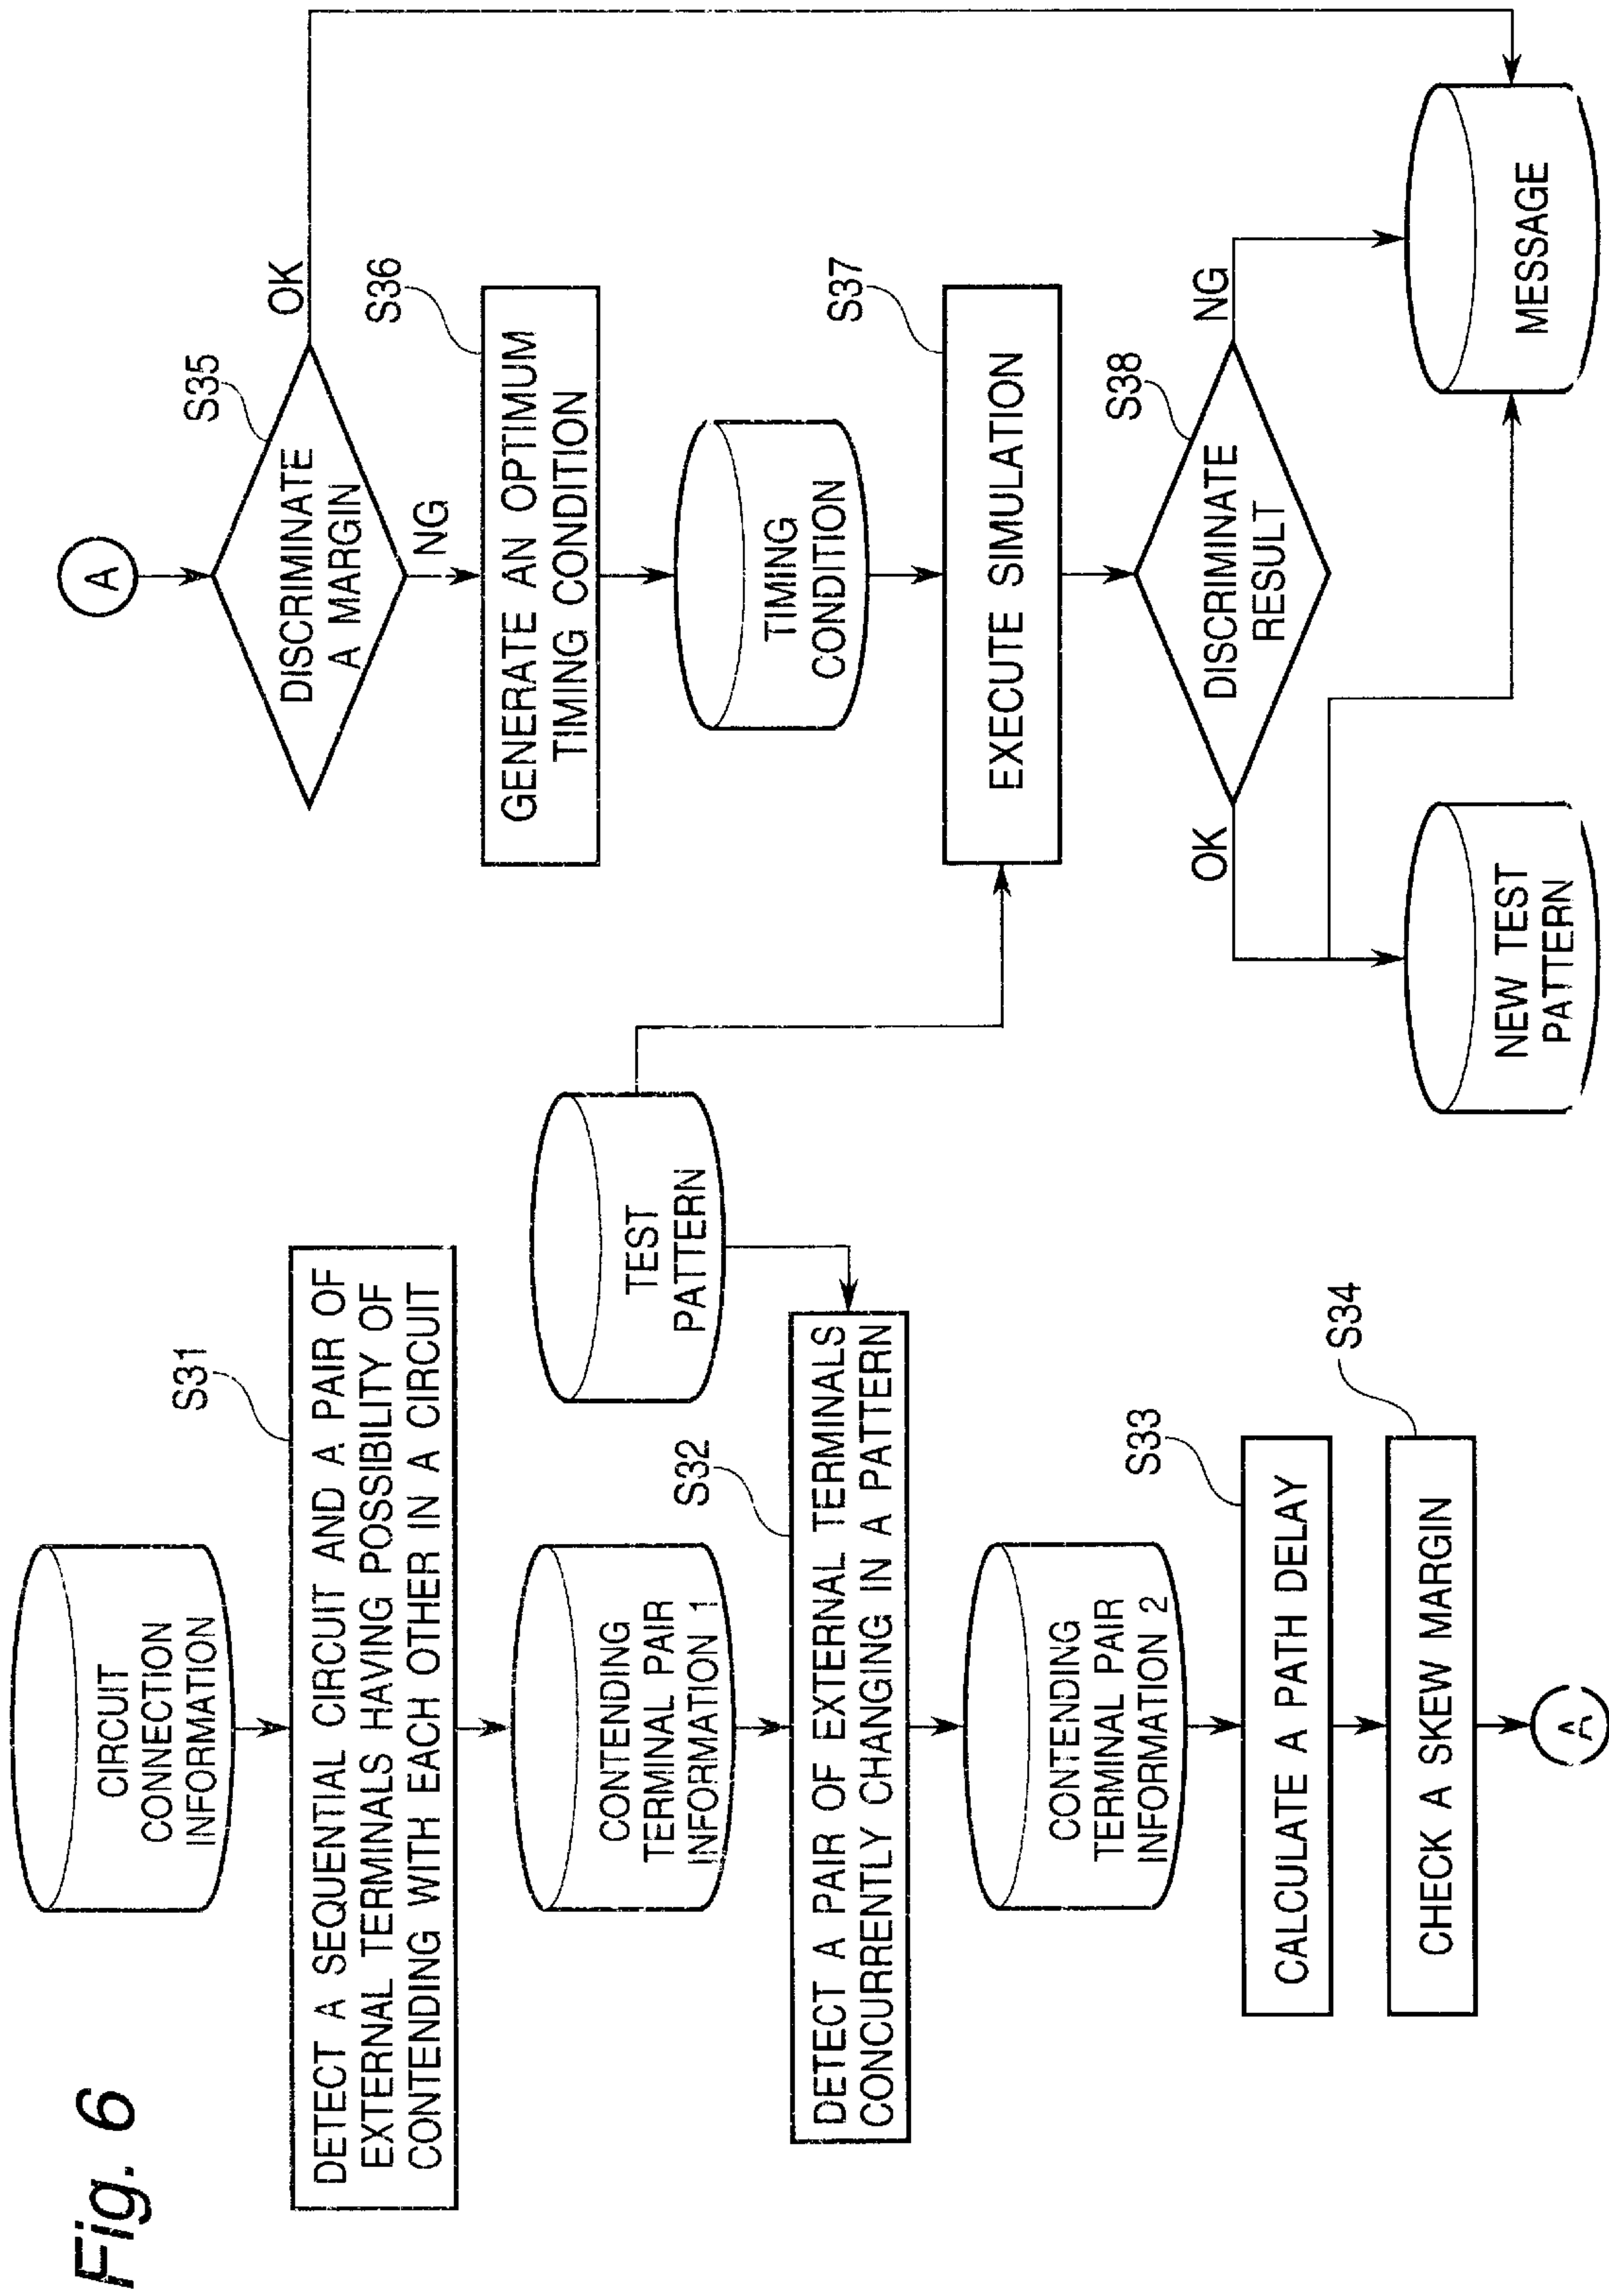 Fig. 6
CIRCUIT
CONNECTION
INFORMATION
S31
DETECT A SEQUENTIAL CIRCUIT AND A PAIR OF
EXTERNAL TERMINALS HAVING POSSIBILITY OF
CONTENDING WITH EACH OTHER IN A CIRCUIT
CONTENDING
TERMINAL PAIR
INFORMATION 1
TEST
PATTERN
S32
DETECT A PAIR OF EXTERNAL TERMINALS
CONCURRENTLY CHANGING IN A PATTERN
CONTENDING
TERMINAL PAIR
INFORMATION 2
S33
CALCULATE A PATH DELAY
S34
CHECK A SKEW MARGIN
A
A
S35
DISCRIMINATE
A MARGIN
OK
NG
S36
GENERATE AN OPTIMUM
TIMING CONDITION
TIMING
CONDITION
S37
EXECUTE SIMULATION
S38
DISCRIMINATE
RESULT
OK
NG
NEW TEST
PATTERN
MESSAGE